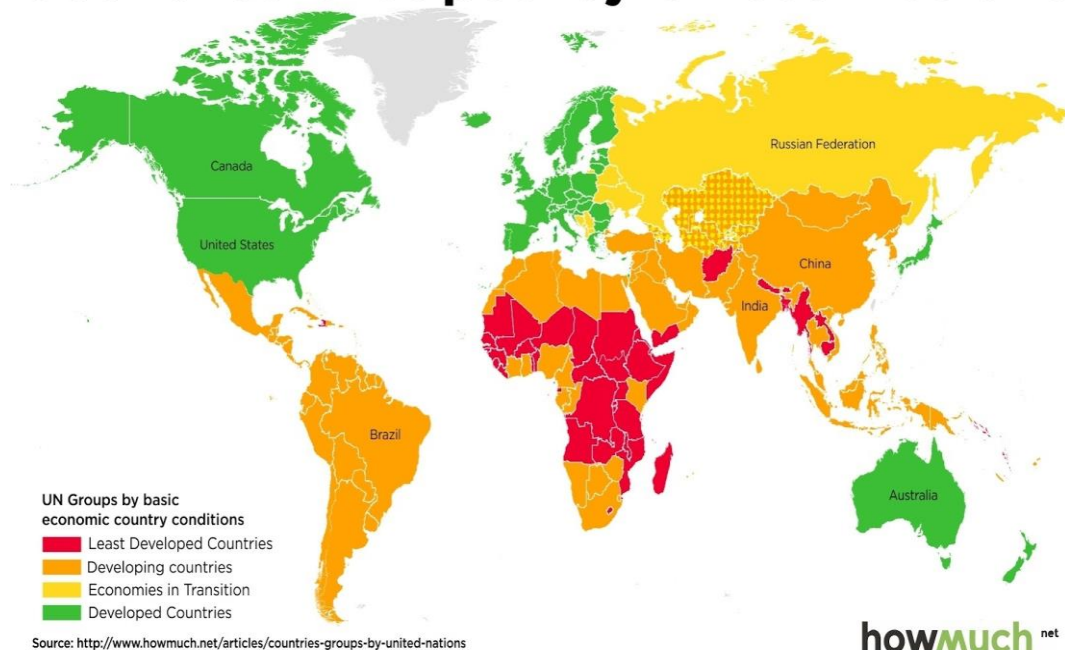 Canada
Russian Federation
United States
China
India
Brazil
Australia
UN Groups by basic
economic country conditions
Least Developed Countries
Developing countries
Economies in Transition
Developed Countries
Source: http://www.howmuch.net/articles/countries-groups-by-united-nations
howmuch net